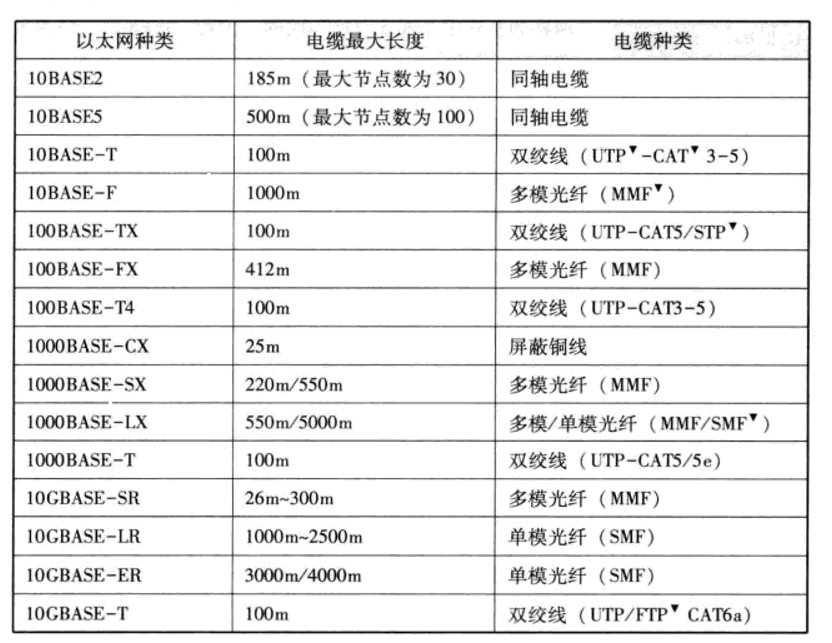 以太网种类 电缆最大长度 电缆种类
10BASE2 185m（最大节点数为30） 同轴电缆
10BASE5 500m（最大节点数为100） 同轴电缆
10BASE-T 100m 双绞线（UTP▼-CAT▼ 3-5）
10BASE-F 1000m 多模光纤（MMF▼）
100BASE-TX 100m 双绞线（UTP-CAT5/STP▼）
100BASE-FX 412m 多模光纤（MMF）
100BASE-T4 100m 双绞线（UTP-CAT3-5）
1000BASE-CX 25m 屏蔽铜线
1000BASE-SX 220m/550m 多模光纤（MMF）
1000BASE-LX 550m/5000m 多模/单模光纤（MMF/SMF▼）
1000BASE-T 100m 双绞线（UTP-CAT5/5e）
10GBASE-SR 26m~300m 多模光纤（MMF）
10GBASE-LR 1000m~2500m 单模光纤（SMF）
10GBASE-ER 3000m/4000m 单模光纤（SMF）
10GBASE-T 100m 双绞线（UTP/FTP▼ CAT6a）